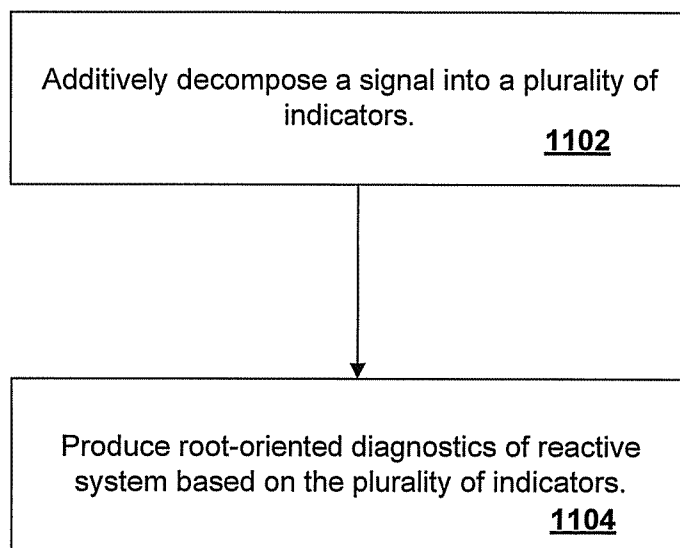 Additively decompose a signal into a plurality of
indicators.
1102
Produce root-oriented diagnostics of reactive
system based on the plurality of indicators.
1104